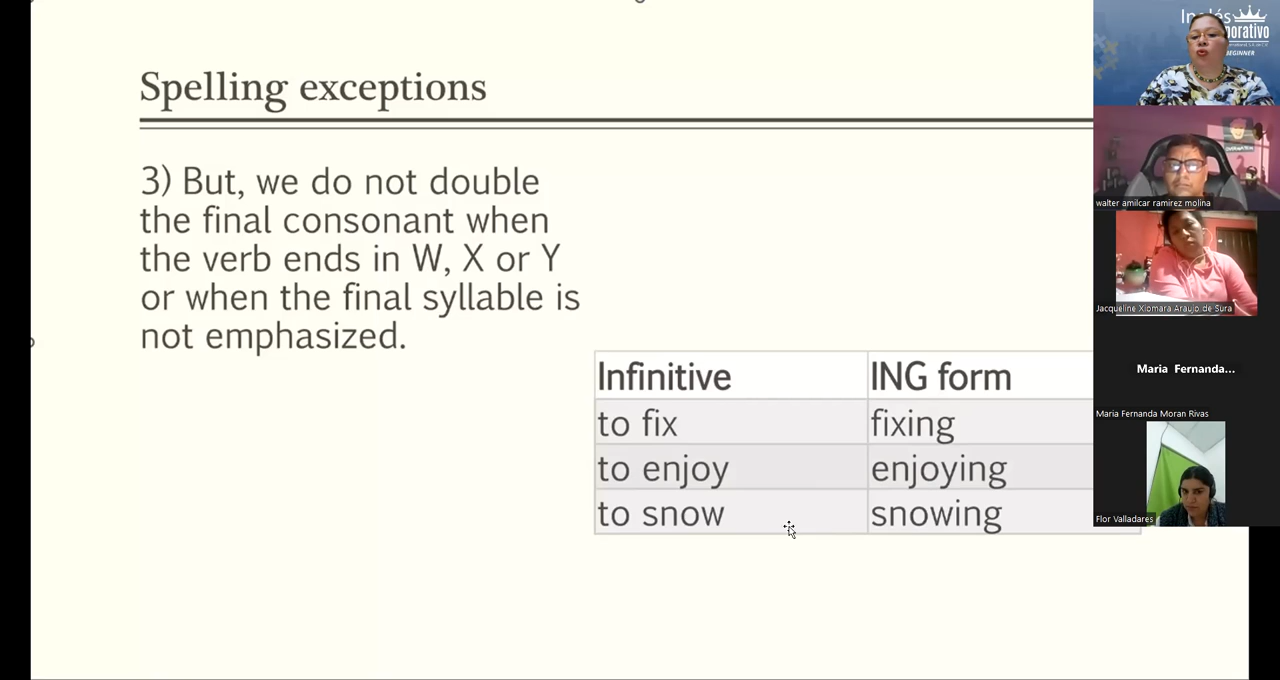 Spelling exceptions
3) But, we do not double
the final consonant when
the verb ends in W, X or Y
or when the final syllable is
not emphasized.
Infinitive ING form
to fix fixing
to enjoy enjoying
to snow snowing
BEGINNER
walter amilcar ramirez molina
Jacqueline Xiomara Araujo de Sura
Maria Fernanda...
Maria Fernanda Moran Rivas
Flor Valladares